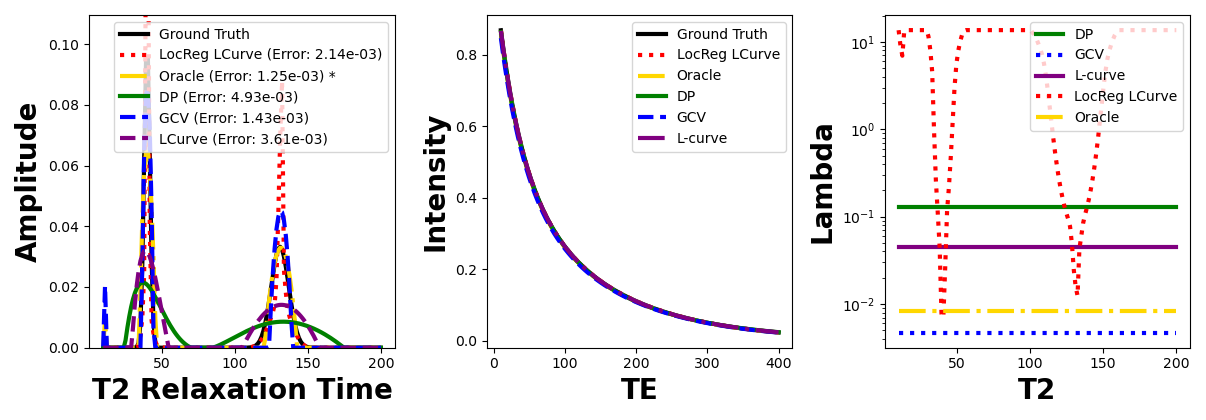 Amplitude
0.10
0.08
0.06
0.04
0.02
0.00
50
100
150
200
T2 Relaxation Time
Ground Truth
LocReg LCurve (Error: 2.14e-03)
Oracle (Error: 1.25e-03) *
DP (Error: 4.93e-03)
GCV (Error: 1.43e-03)
LCurve (Error: 3.61e-03)
Intensity
0.8
0.6
0.4
0.2
0.0
0
100
200
300
400
TE
Ground Truth
LocReg LCurve
Oracle
DP
GCV
L-curve
Lambda
10¹
10⁰
10⁻¹
10⁻²
50
100
150
200
T2
DP
GCV
L-curve
LocReg LCurve
Oracle